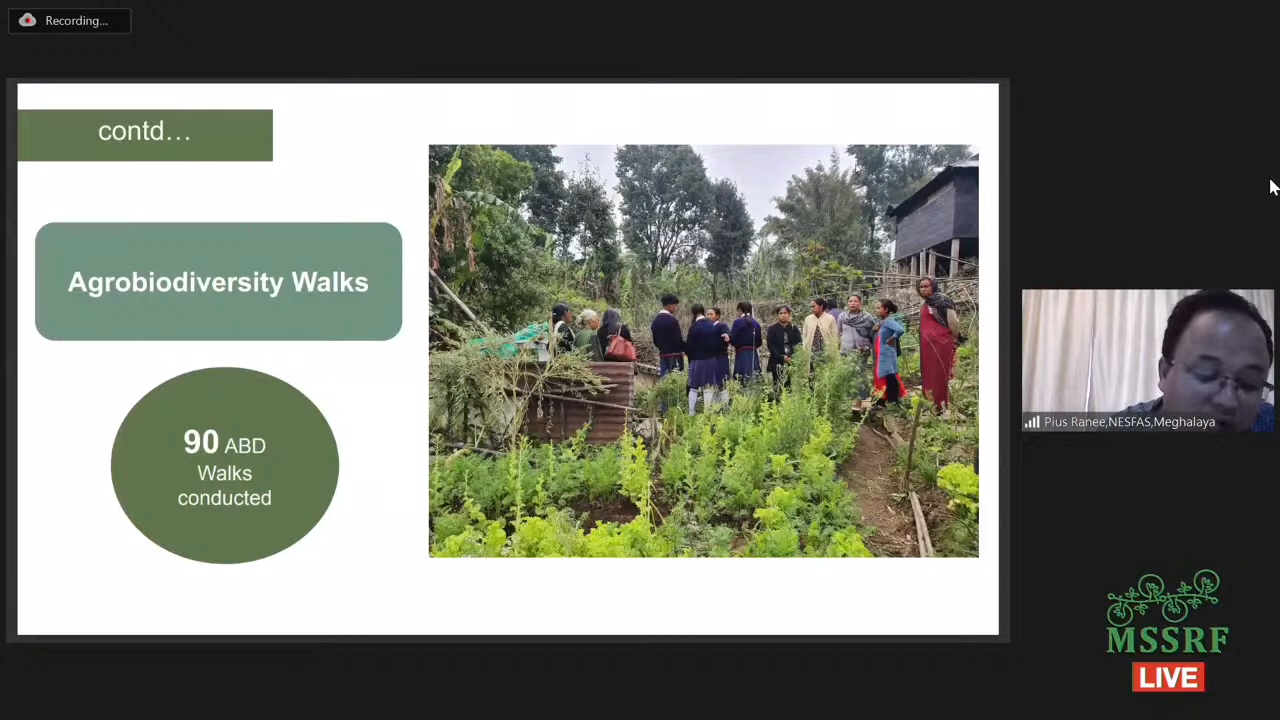 Recording...
contd...
Agrobiodiversity Walks
90 ABD
Walks
conducted
Pius Ranee,NESFAS,Meghalaya
MSSRF
LIVE